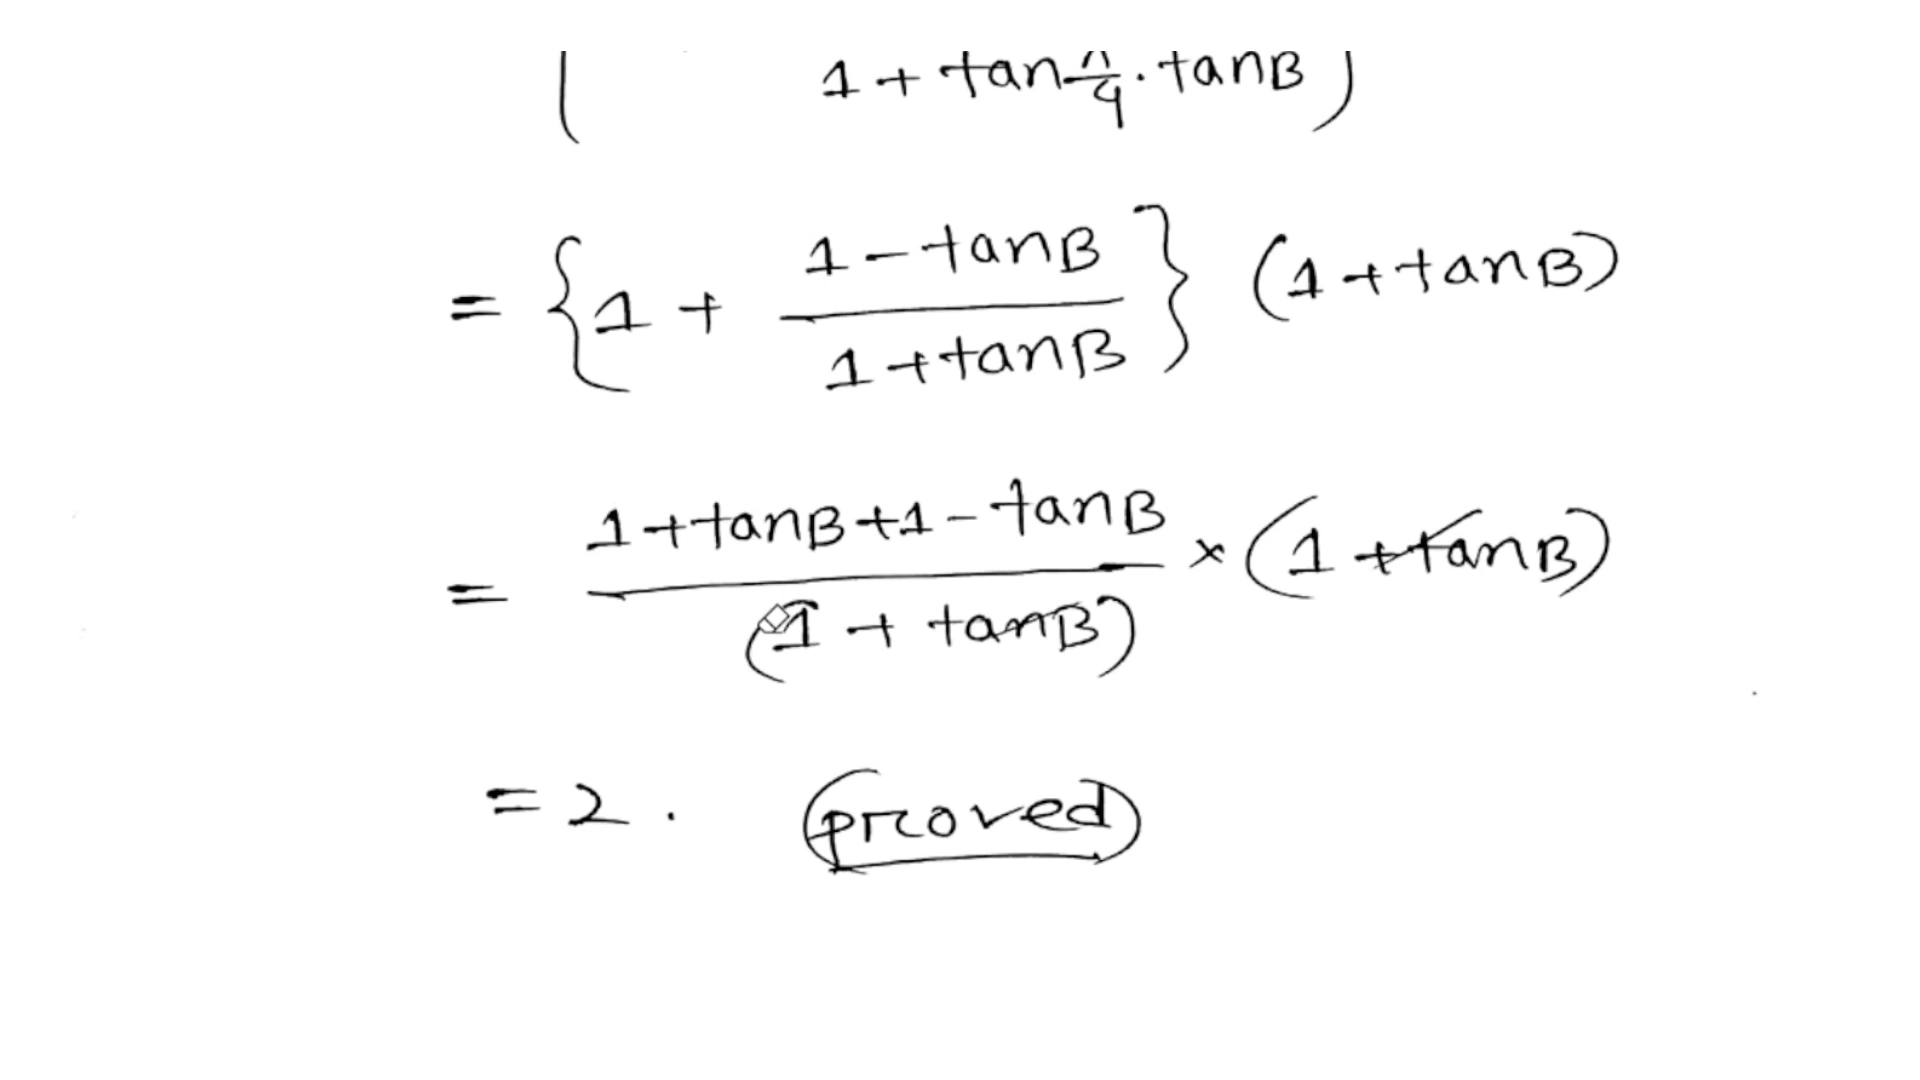 ( 1 + tan π/4 · tanB )
= { 1 + (1 - tanB)/(1 + tanB) } (1 + tanB)
= (1 + tanB + 1 - tanB)/(1 + tanB) × (1 + tanB)
= 2 . proved